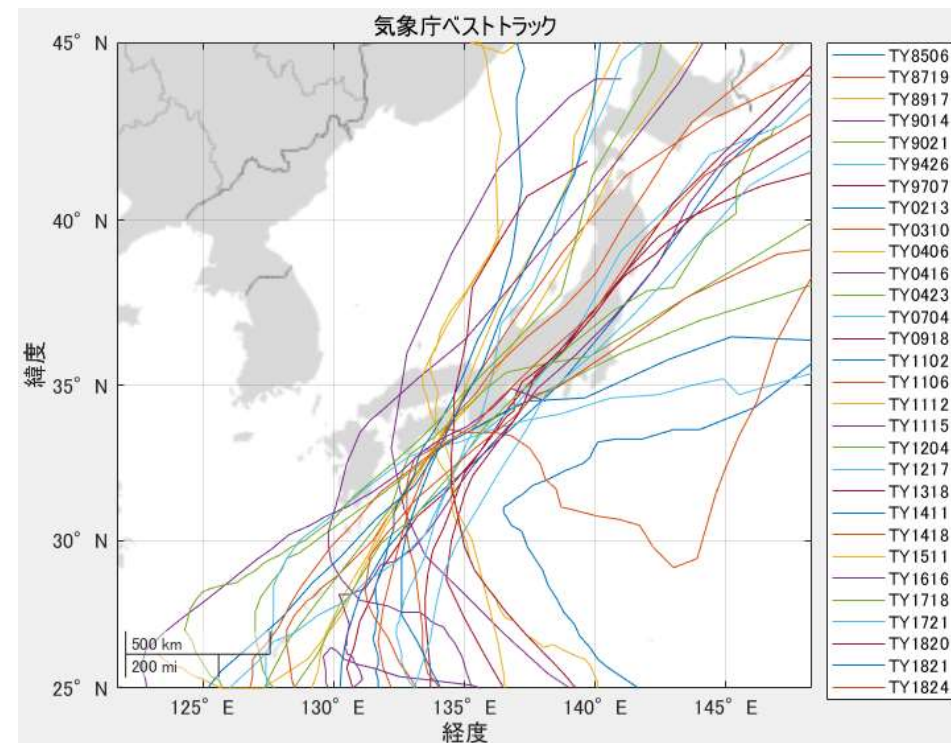 気象庁ベストトラック
45° N
40° N
35° N
30° N
25° N
緯度
500 km
200 mi
125° E
130° E
135° E
140° E
145° E
経度
TY8506
TY8719
TY8917
TY9014
TY9021
TY9426
TY9707
TY0213
TY0310
TY0406
TY0416
TY0423
TY0704
TY0918
TY1102
TY1106
TY1112
TY1115
TY1204
TY1217
TY1318
TY1411
TY1418
TY1511
TY1616
TY1718
TY1721
TY1820
TY1821
TY1824